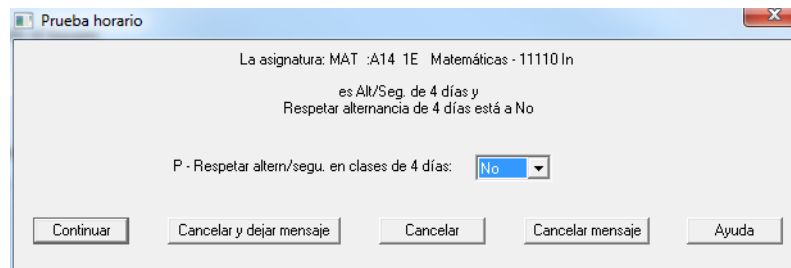 Prueba horario
La asignatura: MAT :A14 1E Matemáticas - 11110 In
es Alt/Seg. de 4 días y
Respetar alternancia de 4 días está a No
P - Respetar altern/segu. en clases de 4 días: No
Continuar Cancelar y dejar mensaje Cancelar Cancelar mensaje Ayuda